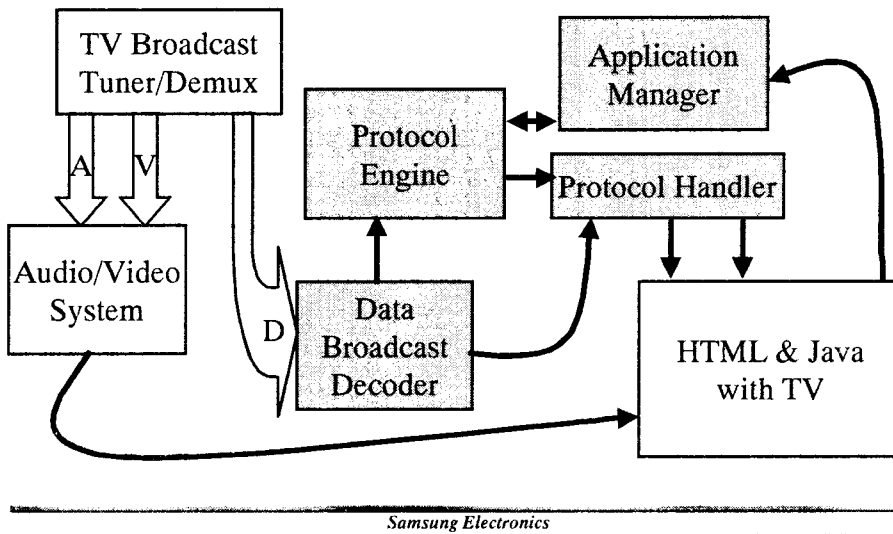 TV Broadcast
Tuner/Demux
Application
Manager
A
V
Protocol
Engine
Protocol Handler
Audio/Video
System
D
Data
Broadcast
Decoder
HTML & Java
with TV
Samsung Electronics